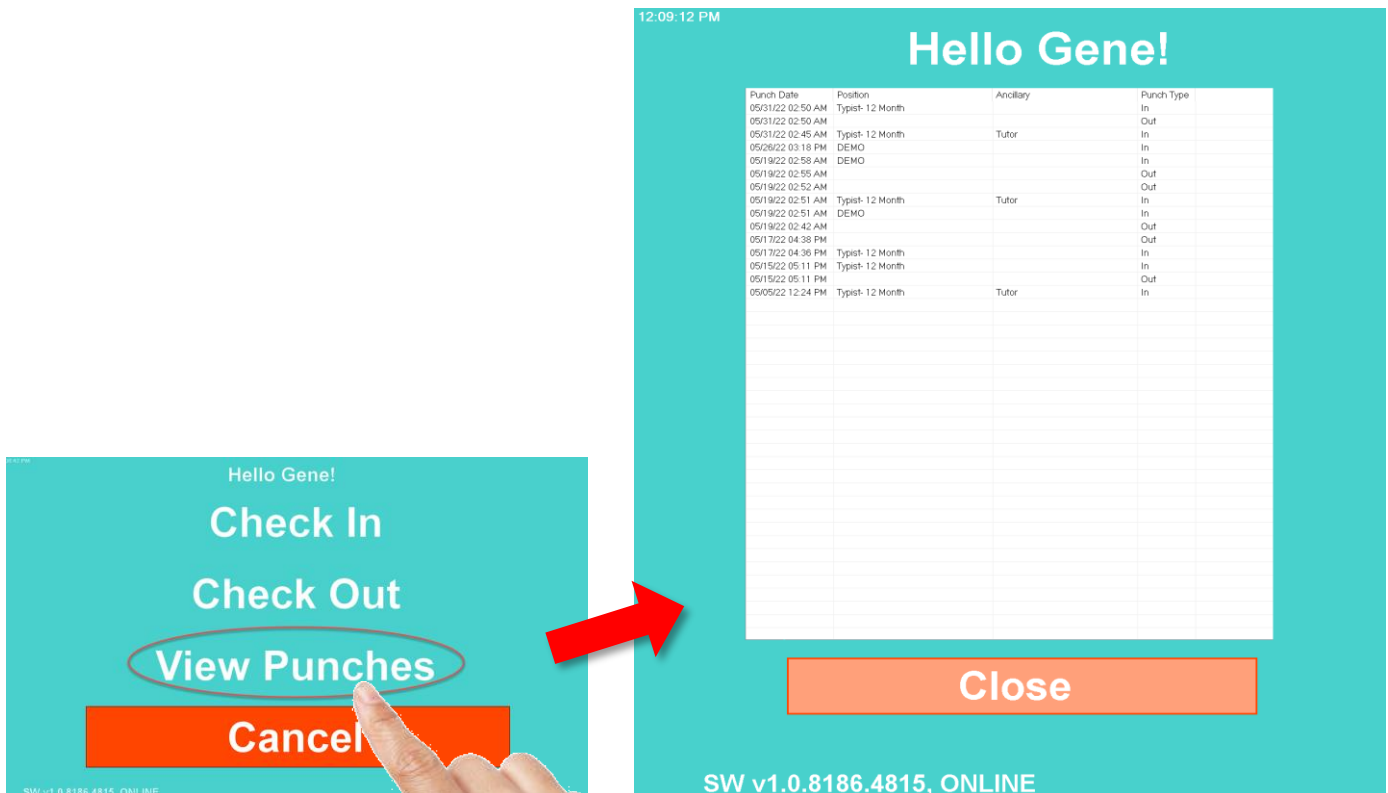 12:09:12 PM
Hello Gene!
Punch Date Position Ancillary Punch Type
05/31/22 02:50 AM Typist- 12 Month In
05/31/22 02:50 AM Out
05/31/22 02:45 AM Typist- 12 Month Tutor In
05/26/22 03:18 PM DEMO In
05/19/22 02:58 AM DEMO In
05/19/22 02:55 AM Out
05/19/22 02:52 AM Out
05/19/22 02:51 AM Typist- 12 Month Tutor In
05/19/22 02:51 AM DEMO In
05/19/22 02:42 AM Out
05/17/22 04:38 PM Out
05/17/22 04:36 PM Typist- 12 Month In
05/15/22 05:11 PM Typist- 12 Month In
05/15/22 05:11 PM Out
05/05/22 12:24 PM Typist- 12 Month Tutor In
Close
SW v1.0.8186.4815, ONLINE
Hello Gene!
Check In
Check Out
View Punches
Cancel
SW v1.0.8186.4815, ONLINE